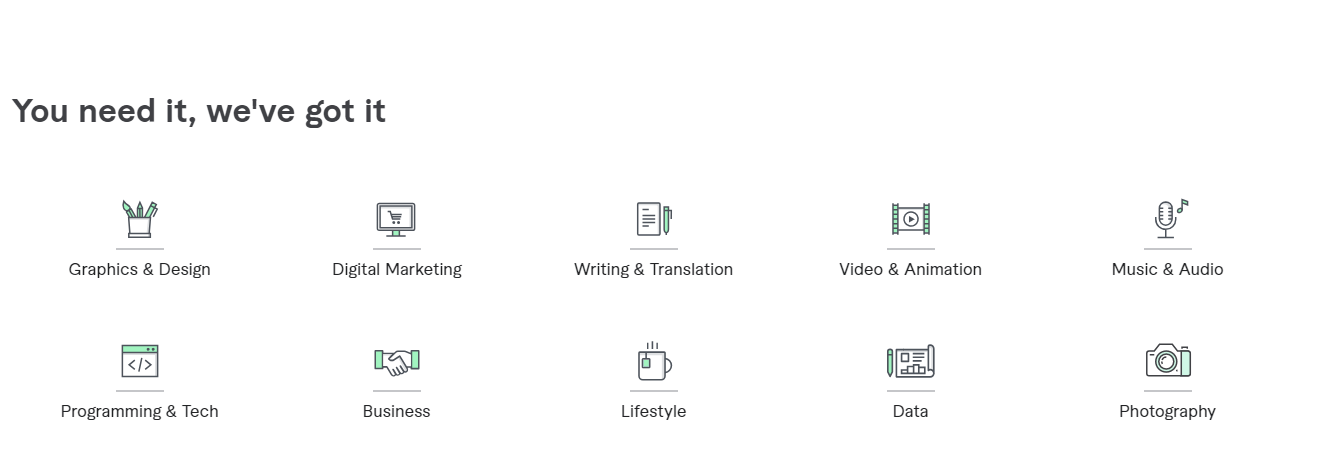 You need it, we've got it
Graphics & Design
Digital Marketing
Writing & Translation
Video & Animation
Music & Audio
Programming & Tech
Business
Lifestyle
Data
Photography